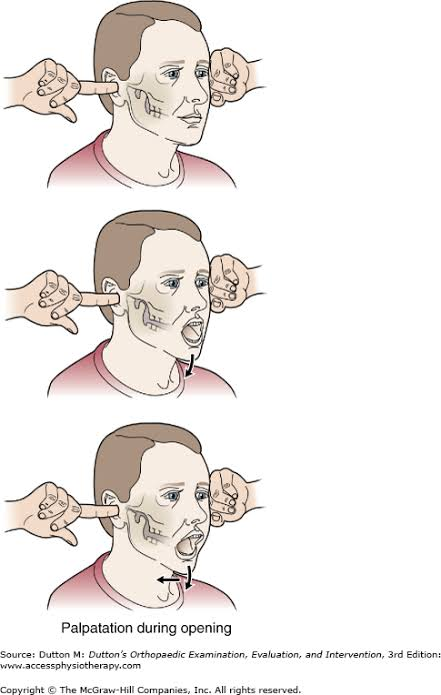 Palpatation during opening
Source: Dutton M: Dutton's Orthopaedic Examination, Evaluation, and Intervention, 3rd Edition:
www.accessphysiotherapy.com
Copyright © The McGraw-Hill Companies, Inc. All rights reserved.